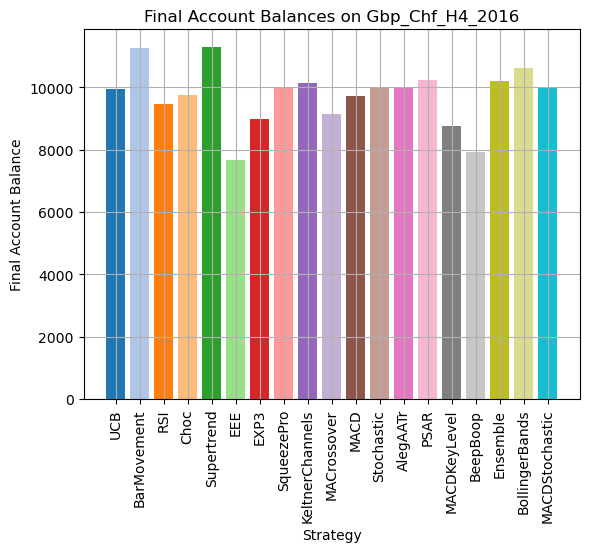 Final Account Balances on Gbp_Chf_H4_2016
Final Account Balance
10000
8000
6000
4000
2000
0
UCB
BarMovement
RSI
Choc
Supertrend
EEE
EXP3
SqueezePro
KeltnerChannels
MACrossover
MACD
Stochastic
AlegAATr
PSAR
MACDKeyLevel
BeepBoop
Ensemble
BollingerBands
MACDStochastic
Strategy